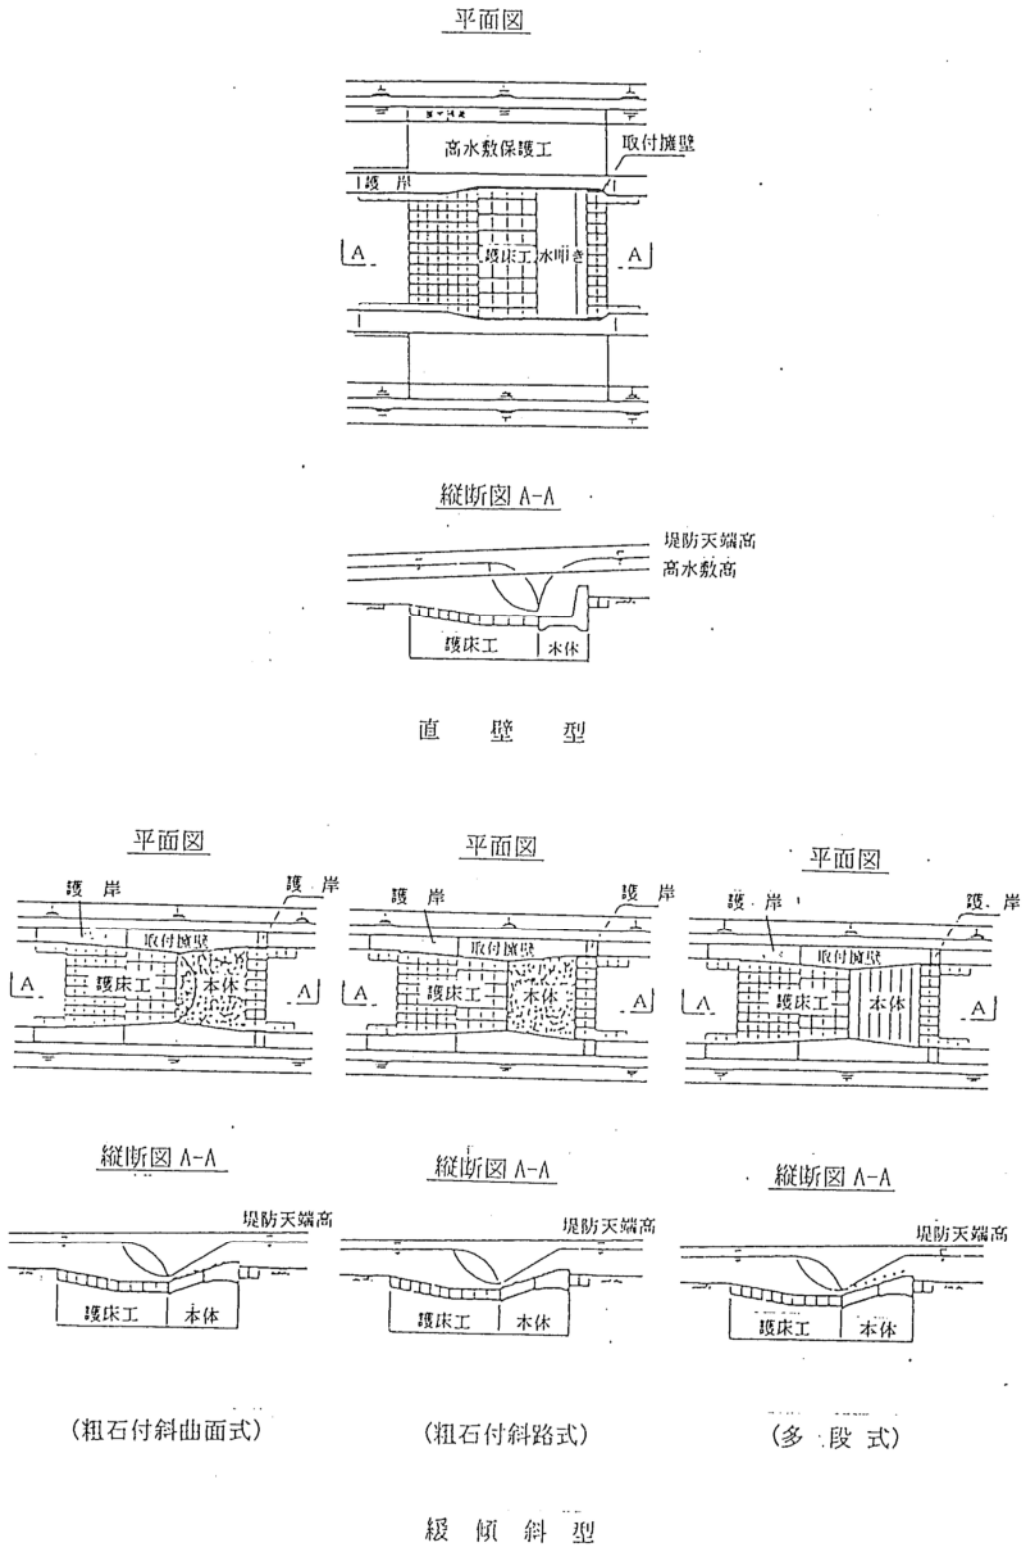 平面図
高水敷保護工
取付擁壁
護岸
A
護床工
水叩き
A
縦断図 A-A
堤防天端高
高水敷高
護床工
本体
直壁型
平面図
護岸
護岸
取付擁壁
A
護床工
本体
A
平面図
護岸
護岸
取付擁壁
A
護床工
本体
A
平面図
護岸
護岸
取付擁壁
A
護床工
本体
A
縦断図 A-A
堤防天端高
護床工
本体
縦断図 A-A
堤防天端高
護床工
本体
縦断図 A-A
堤防天端高
護床工
本体
(粗石付斜曲面式)
(粗石付斜路式)
(多段式)
緩傾斜型